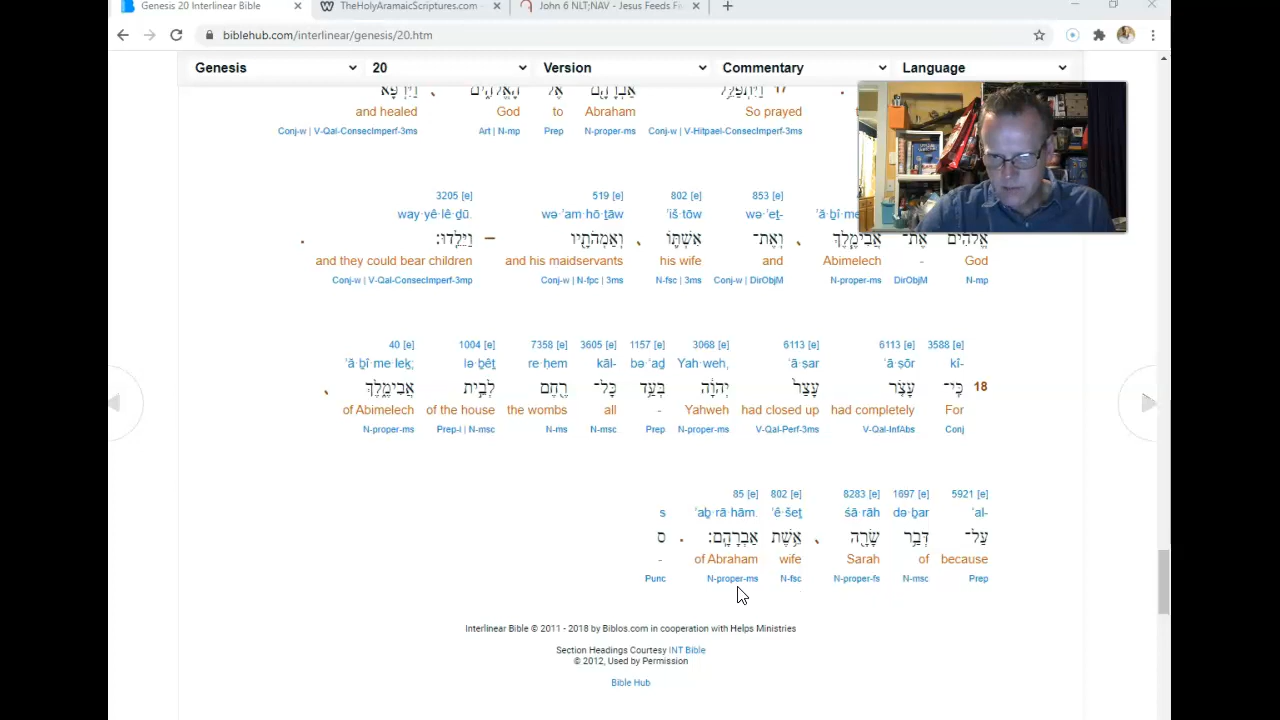 Genesis 20 Interlinear Bible
TheHolyAramaicScriptures.com -
John 6 NLT;NAV - Jesus Feeds F
biblehub.com/interlinear/genesis/20.htm
Genesis 20 Version Commentary Language
17 וַיִּתְפַּלֵּ֥ל אַבְרָהָ֖ם אֶל הָאֱלֹהִ֑ים וַיִּרְפָּ֨א
So prayed Abraham to God and healed
Conj-w | V-Hitpael-ConsecImperf-3ms N-proper-ms Prep Art | N-mp Conj-w | V-Qal-ConsecImperf-3ms
853 [e] 802 [e] 519 [e] 3205 [e]
’ă·ḇî·me wə·’eṯ- ’iš·tōw wə·’am·hō·ṯāw way·yê·lê·ḏū.
אֱלֹהִ֜ים אֶת־ אֲבִימֶ֧לֶךְ וְאֶת־ אִשְׁתּ֛וֹ וְאַמְהֹתָ֖יו – וַיֵּלֵֽדוּ׃
God - Abimelech and his wife and his maidservants and they could bear children
N-mp DirObjM N-proper-ms Conj-w | DirObjM N-fsc | 3ms Conj-w | N-fpc | 3ms Conj-w | V-Qal-ConsecImperf-3mp
3588 [e] 6113 [e] 6113 [e] 3068 [e] 1157 [e] 3605 [e] 7358 [e] 1004 [e] 40 [e]
kî- ‘ā·ṣōr ‘ā·ṣar Yah·weh, bə·‘aḏ kāl- re·ḥem lə·ḇêṯ ’ă·ḇî·me·leḵ;
18 כִּֽי־ עָצֹ֤ר עָצַר֙ יְהוָ֔ה בְּעַ֥ד כָּל־ רֶ֖חֶם לְבֵ֣ית אֲבִימֶ֑לֶךְ
For had completely had closed up Yahweh - all the wombs of the house of Abimelech
Conj V-Qal-InfAbs V-Qal-Perf-3ms N-proper-ms Prep N-msc N-ms Prep-l | N-msc N-proper-ms
5921 [e] 1697 [e] 8283 [e] 802 [e] 85 [e]
‘al- də·ḇar śā·rāh ’ê·šeṯ ’aḇ·rā·hām. s
עַל־ דְּבַ֥ר שָׂרָ֖ה אֵ֥שֶׁת אַבְרָהָֽם׃ . ס
because of Sarah wife of Abraham -
Prep N-msc N-proper-fs N-fsc N-proper-ms Punc
Interlinear Bible © 2011 - 2018 by Biblos.com in cooperation with Helps Ministries
Section Headings Courtesy INT Bible
© 2012, Used by Permission
Bible Hub